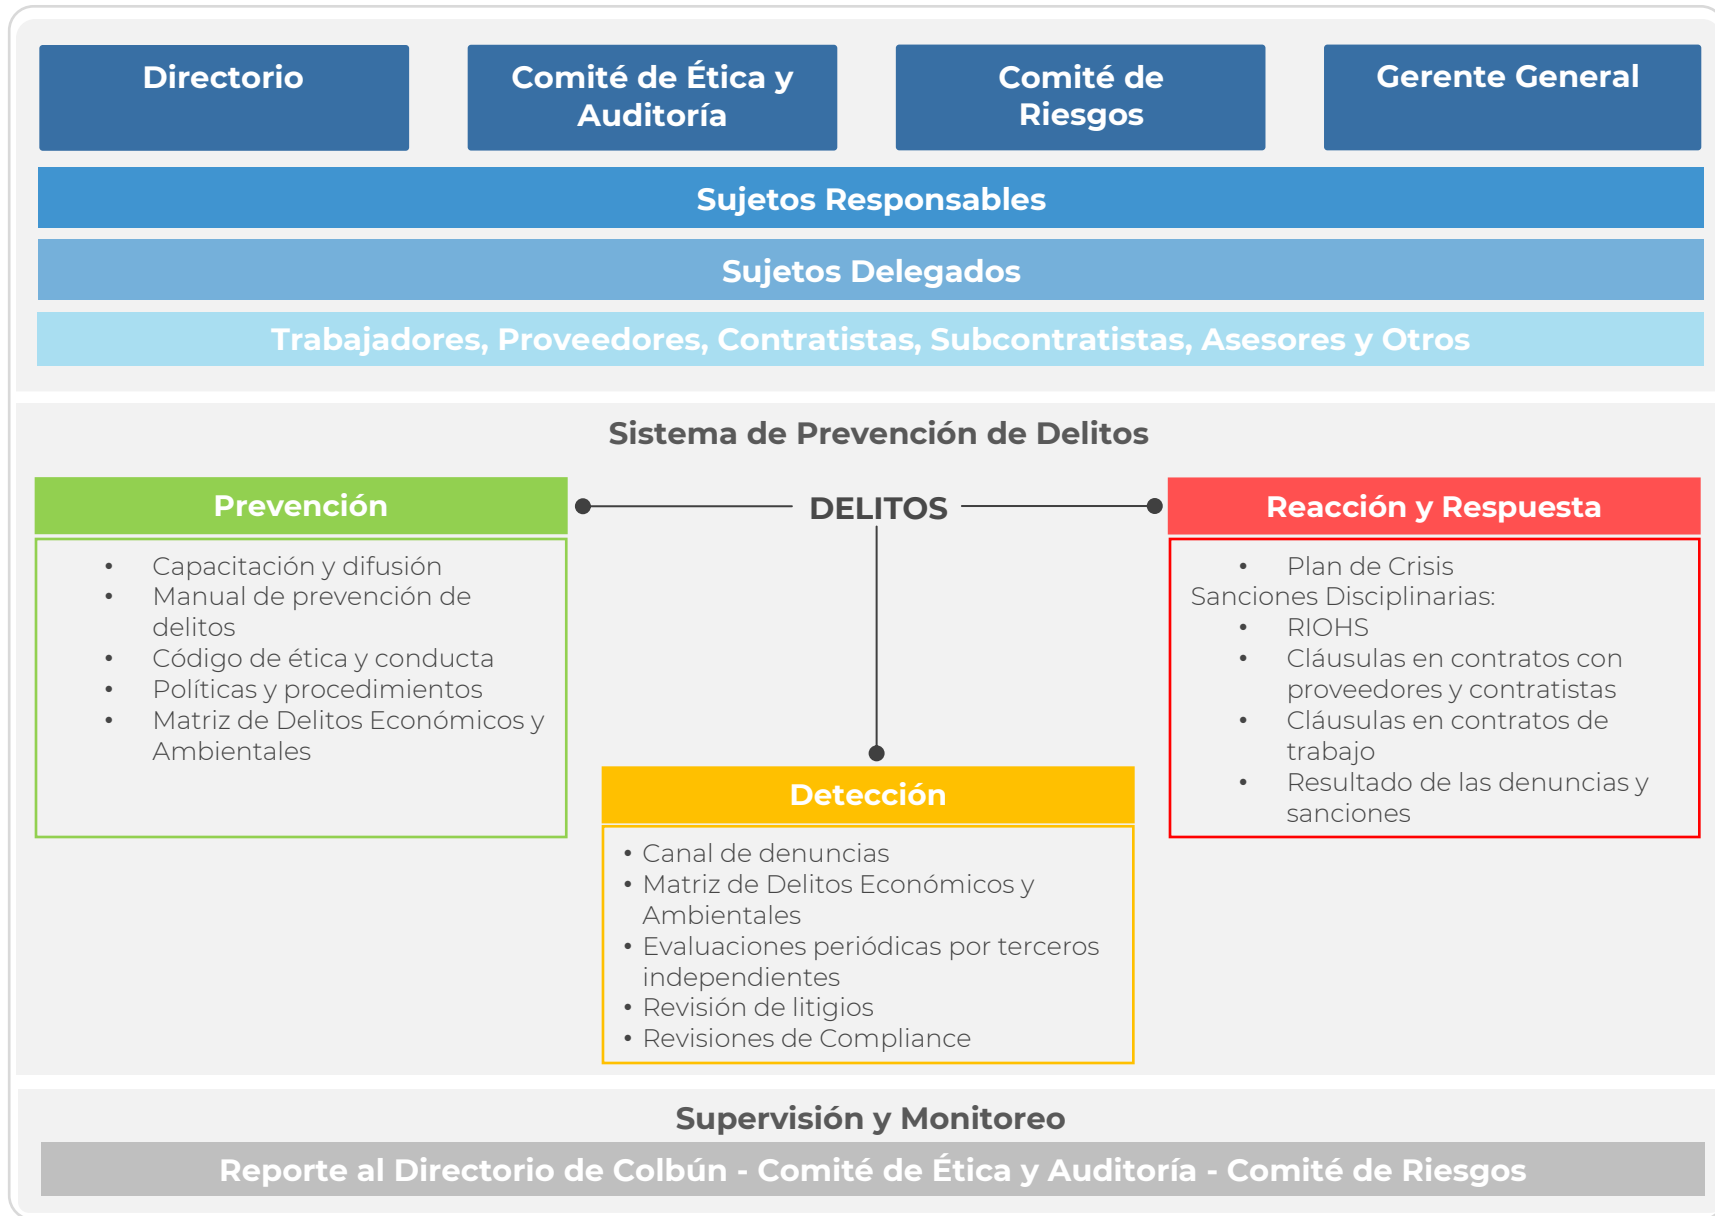 Directorio
Comité de Ética y
Auditoría
Comité de
Riesgos
Gerente General
Sujetos Responsables
Sujetos Delegados
Trabajadores, Proveedores, Contratistas, Subcontratistas, Asesores y Otros
Sistema de Prevención de Delitos
DELITOS
Prevención
• Capacitación y difusión
• Manual de prevención de
delitos
• Código de ética y conducta
• Políticas y procedimientos
• Matriz de Delitos Económicos y
Ambientales
Detección
• Canal de denuncias
• Matriz de Delitos Económicos y
Ambientales
• Evaluaciones periódicas por terceros
independientes
• Revisión de litigios
• Revisiones de Compliance
Reacción y Respuesta
• Plan de Crisis
Sanciones Disciplinarias:
• RIOHS
• Cláusulas en contratos con
proveedores y contratistas
• Cláusulas en contratos de
trabajo
• Resultado de las denuncias y
sanciones
Supervisión y Monitoreo
Reporte al Directorio de Colbún - Comité de Ética y Auditoría - Comité de Riesgos